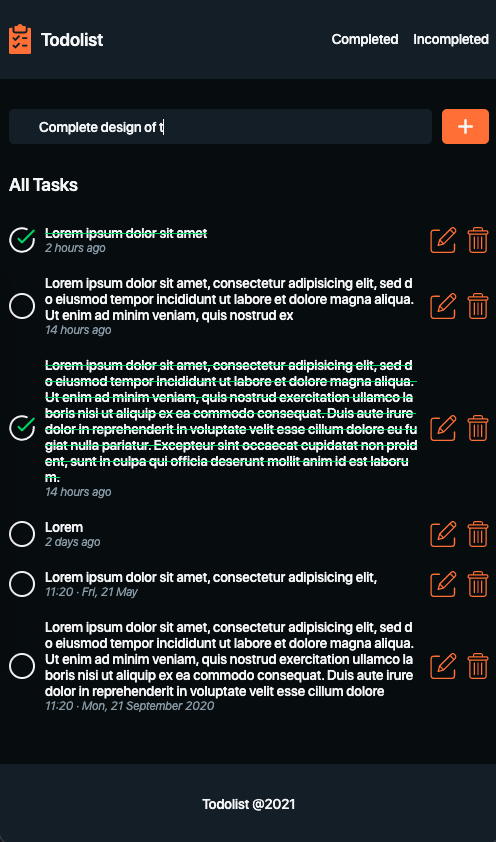 Todolist
Completed
Incompleted
Complete design of t
All Tasks
Lorem ipsum dolor sit amet
2 hours ago
Lorem ipsum dolor sit amet, consectetur adipisicing elit, sed d
o eiusmod tempor incididunt ut labore et dolore magna aliqua.
Ut enim ad minim veniam, quis nostrud ex
14 hours ago
Lorem ipsum dolor sit amet, consectetur adipisicing elit, sed d
o eiusmod tempor incididunt ut labore et dolore magna aliqua.
Ut enim ad minim veniam, quis nostrud exercitation ullamco la
boris nisi ut aliquip ex ea commodo consequat. Duis aute irure
dolor in reprehenderit in voluptate velit esse cillum dolore eu fu
giat nulla pariatur. Excepteur sint occaecat cupidatat non proid
ent, sunt in culpa qui officia deserunt mollit anim id est laboru
m.
14 hours ago
Lorem
2 days ago
Lorem ipsum dolor sit amet, consectetur adipisicing elit,
11:20 · Fri, 21 May
Lorem ipsum dolor sit amet, consectetur adipisicing elit, sed d
o eiusmod tempor incididunt ut labore et dolore magna aliqua.
Ut enim ad minim veniam, quis nostrud exercitation ullamco la
boris nisi ut aliquip ex ea commodo consequat. Duis aute irure
dolor in reprehenderit in voluptate velit esse cillum dolore
11:20 · Mon, 21 September 2020
Todolist @2021